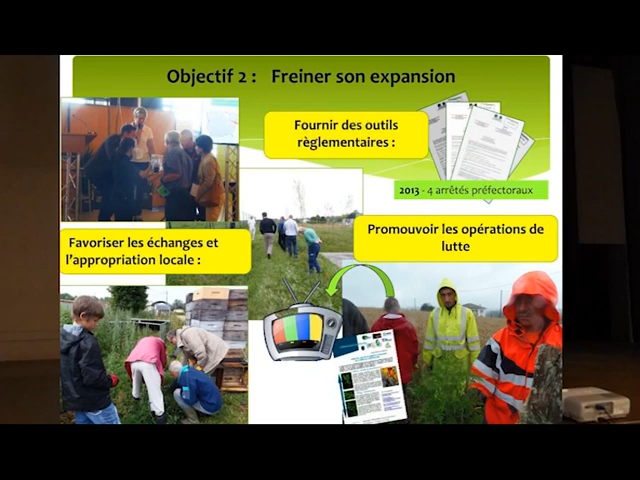 Objectif 2 : Freiner son expansion
Fournir des outils
règlementaires :
2013 - 4 arrêtés préfectoraux
Favoriser les échanges et
l'appropriation locale :
Promouvoir les opérations de
lutte